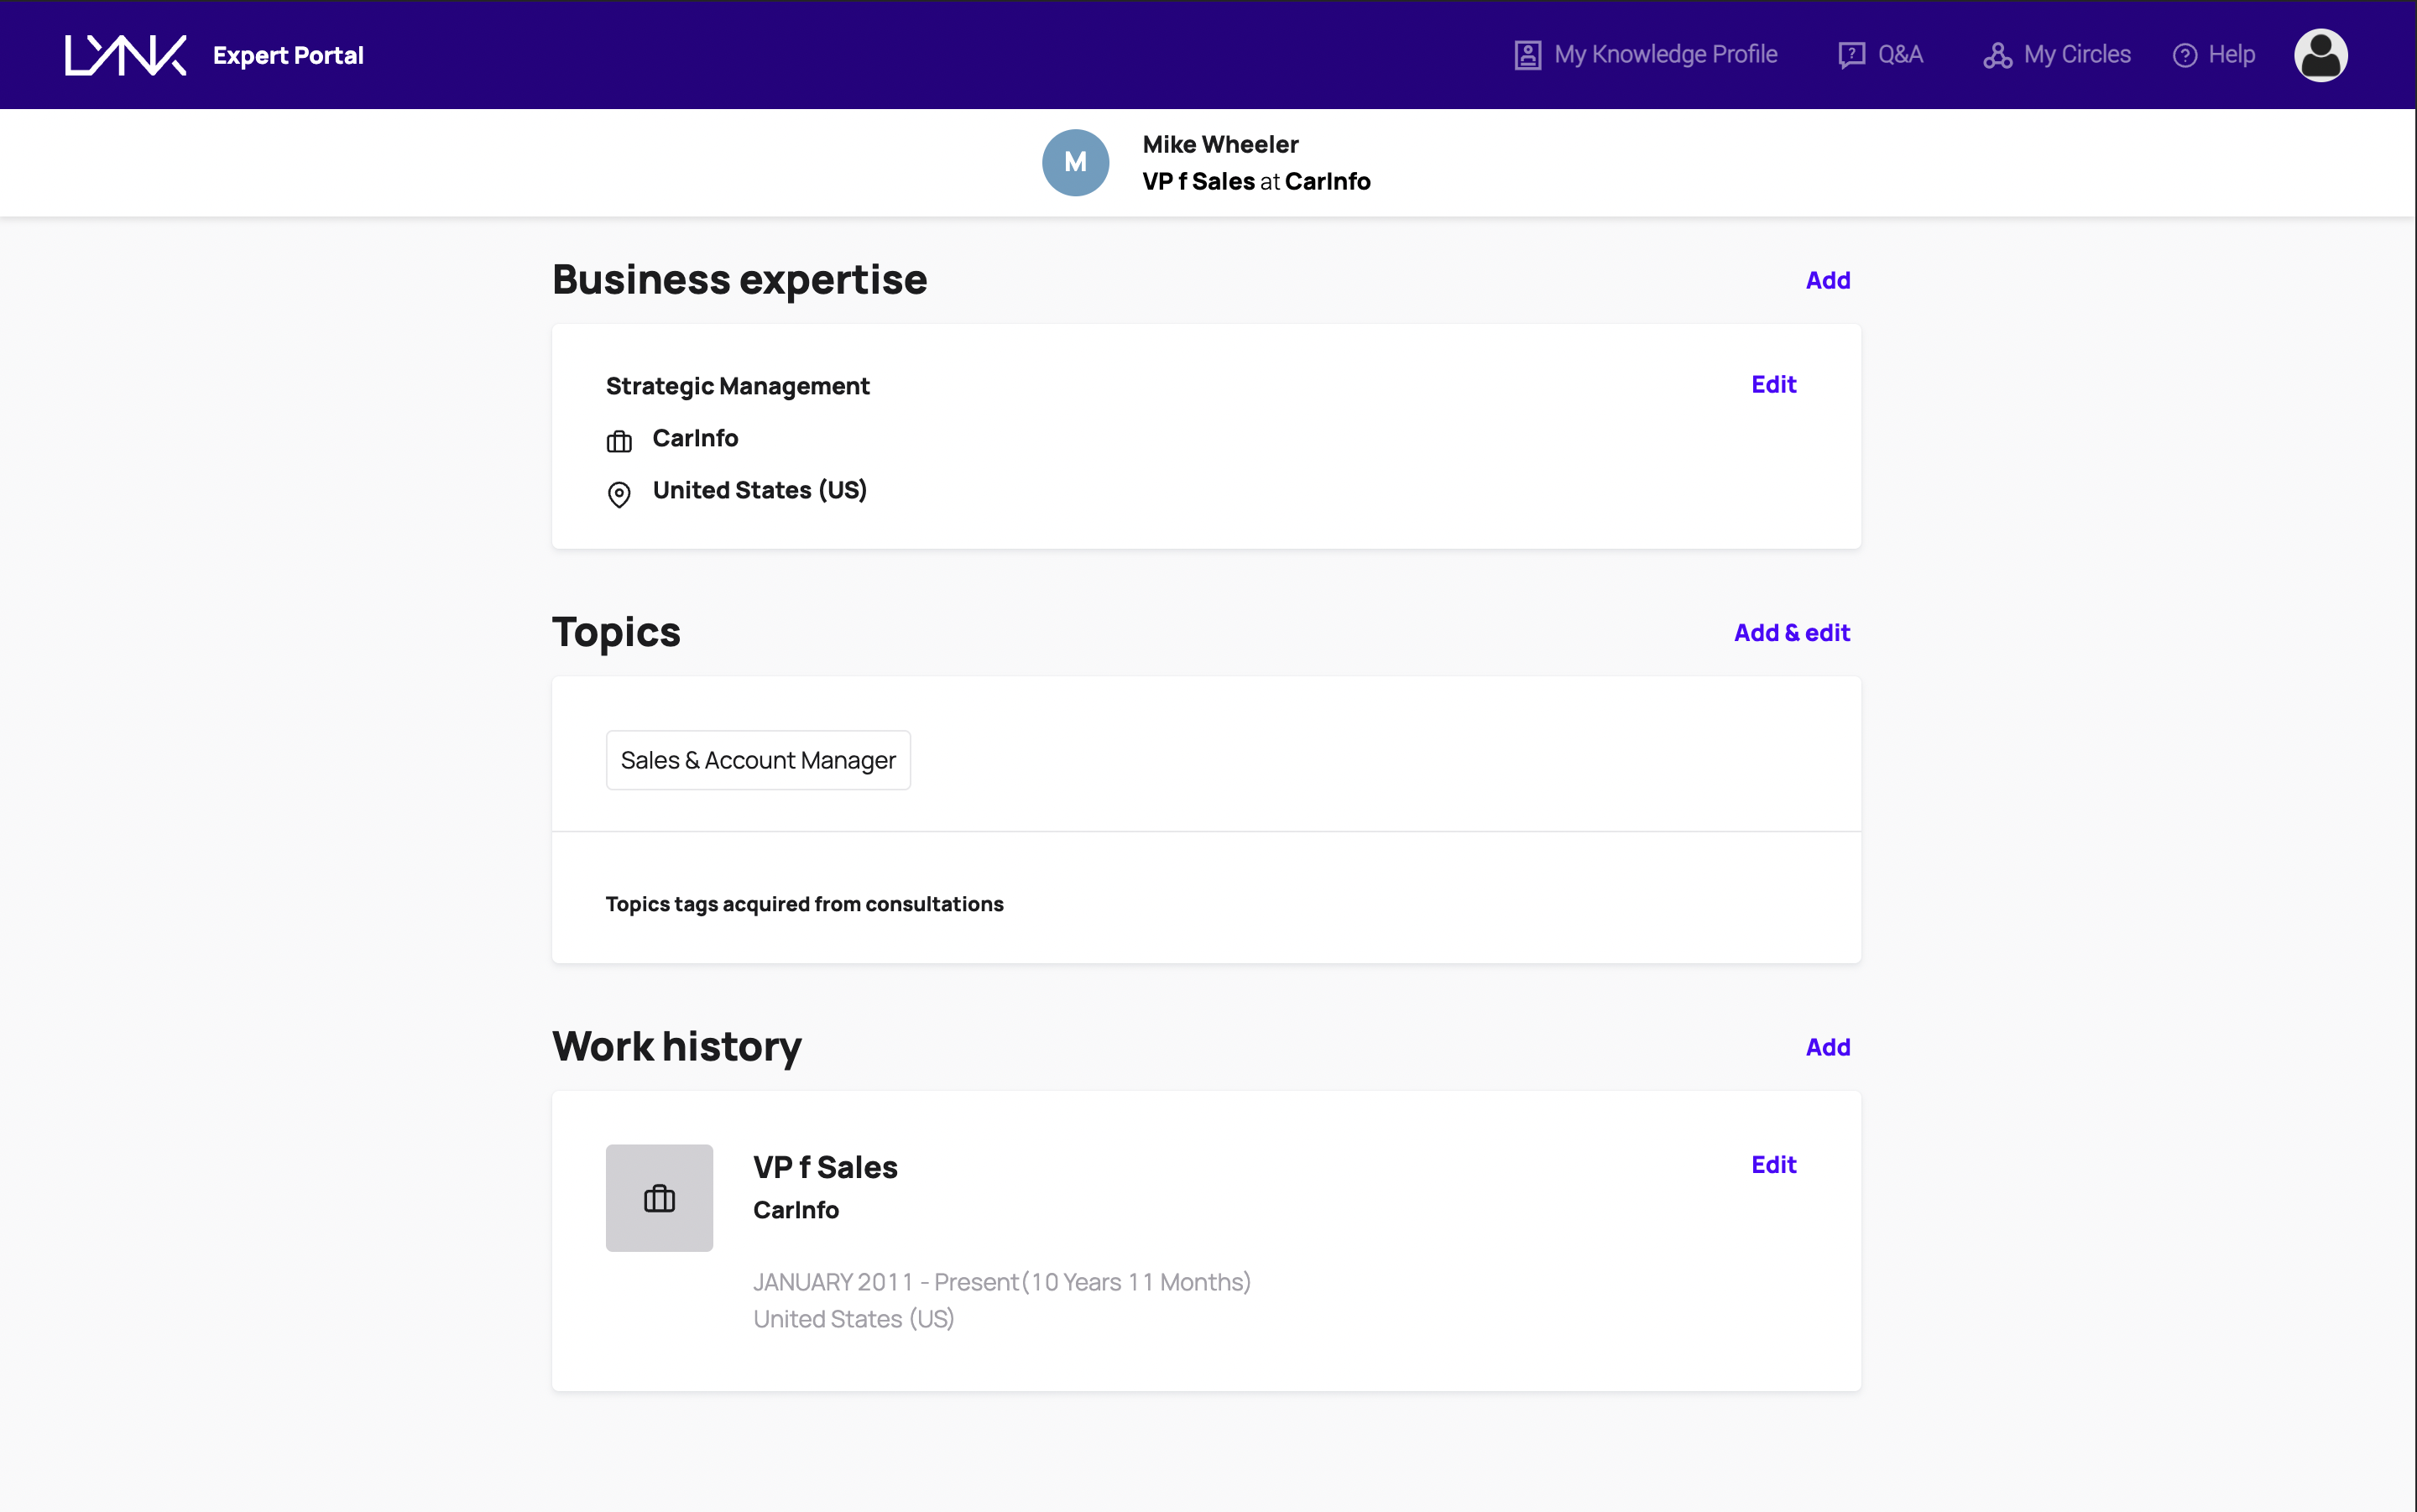 LYNK Expert Portal My Knowledge Profile Q&A My Circles Help
M
Mike Wheeler
VP f Sales at CarInfo
Business expertise Add
Strategic Management Edit
CarInfo
United States (US)
Topics Add & edit
Sales & Account Manager
Topics tags acquired from consultations
Work history Add
VP f Sales Edit
CarInfo
JANUARY 2011 - Present(10 Years 11 Months)
United States (US)